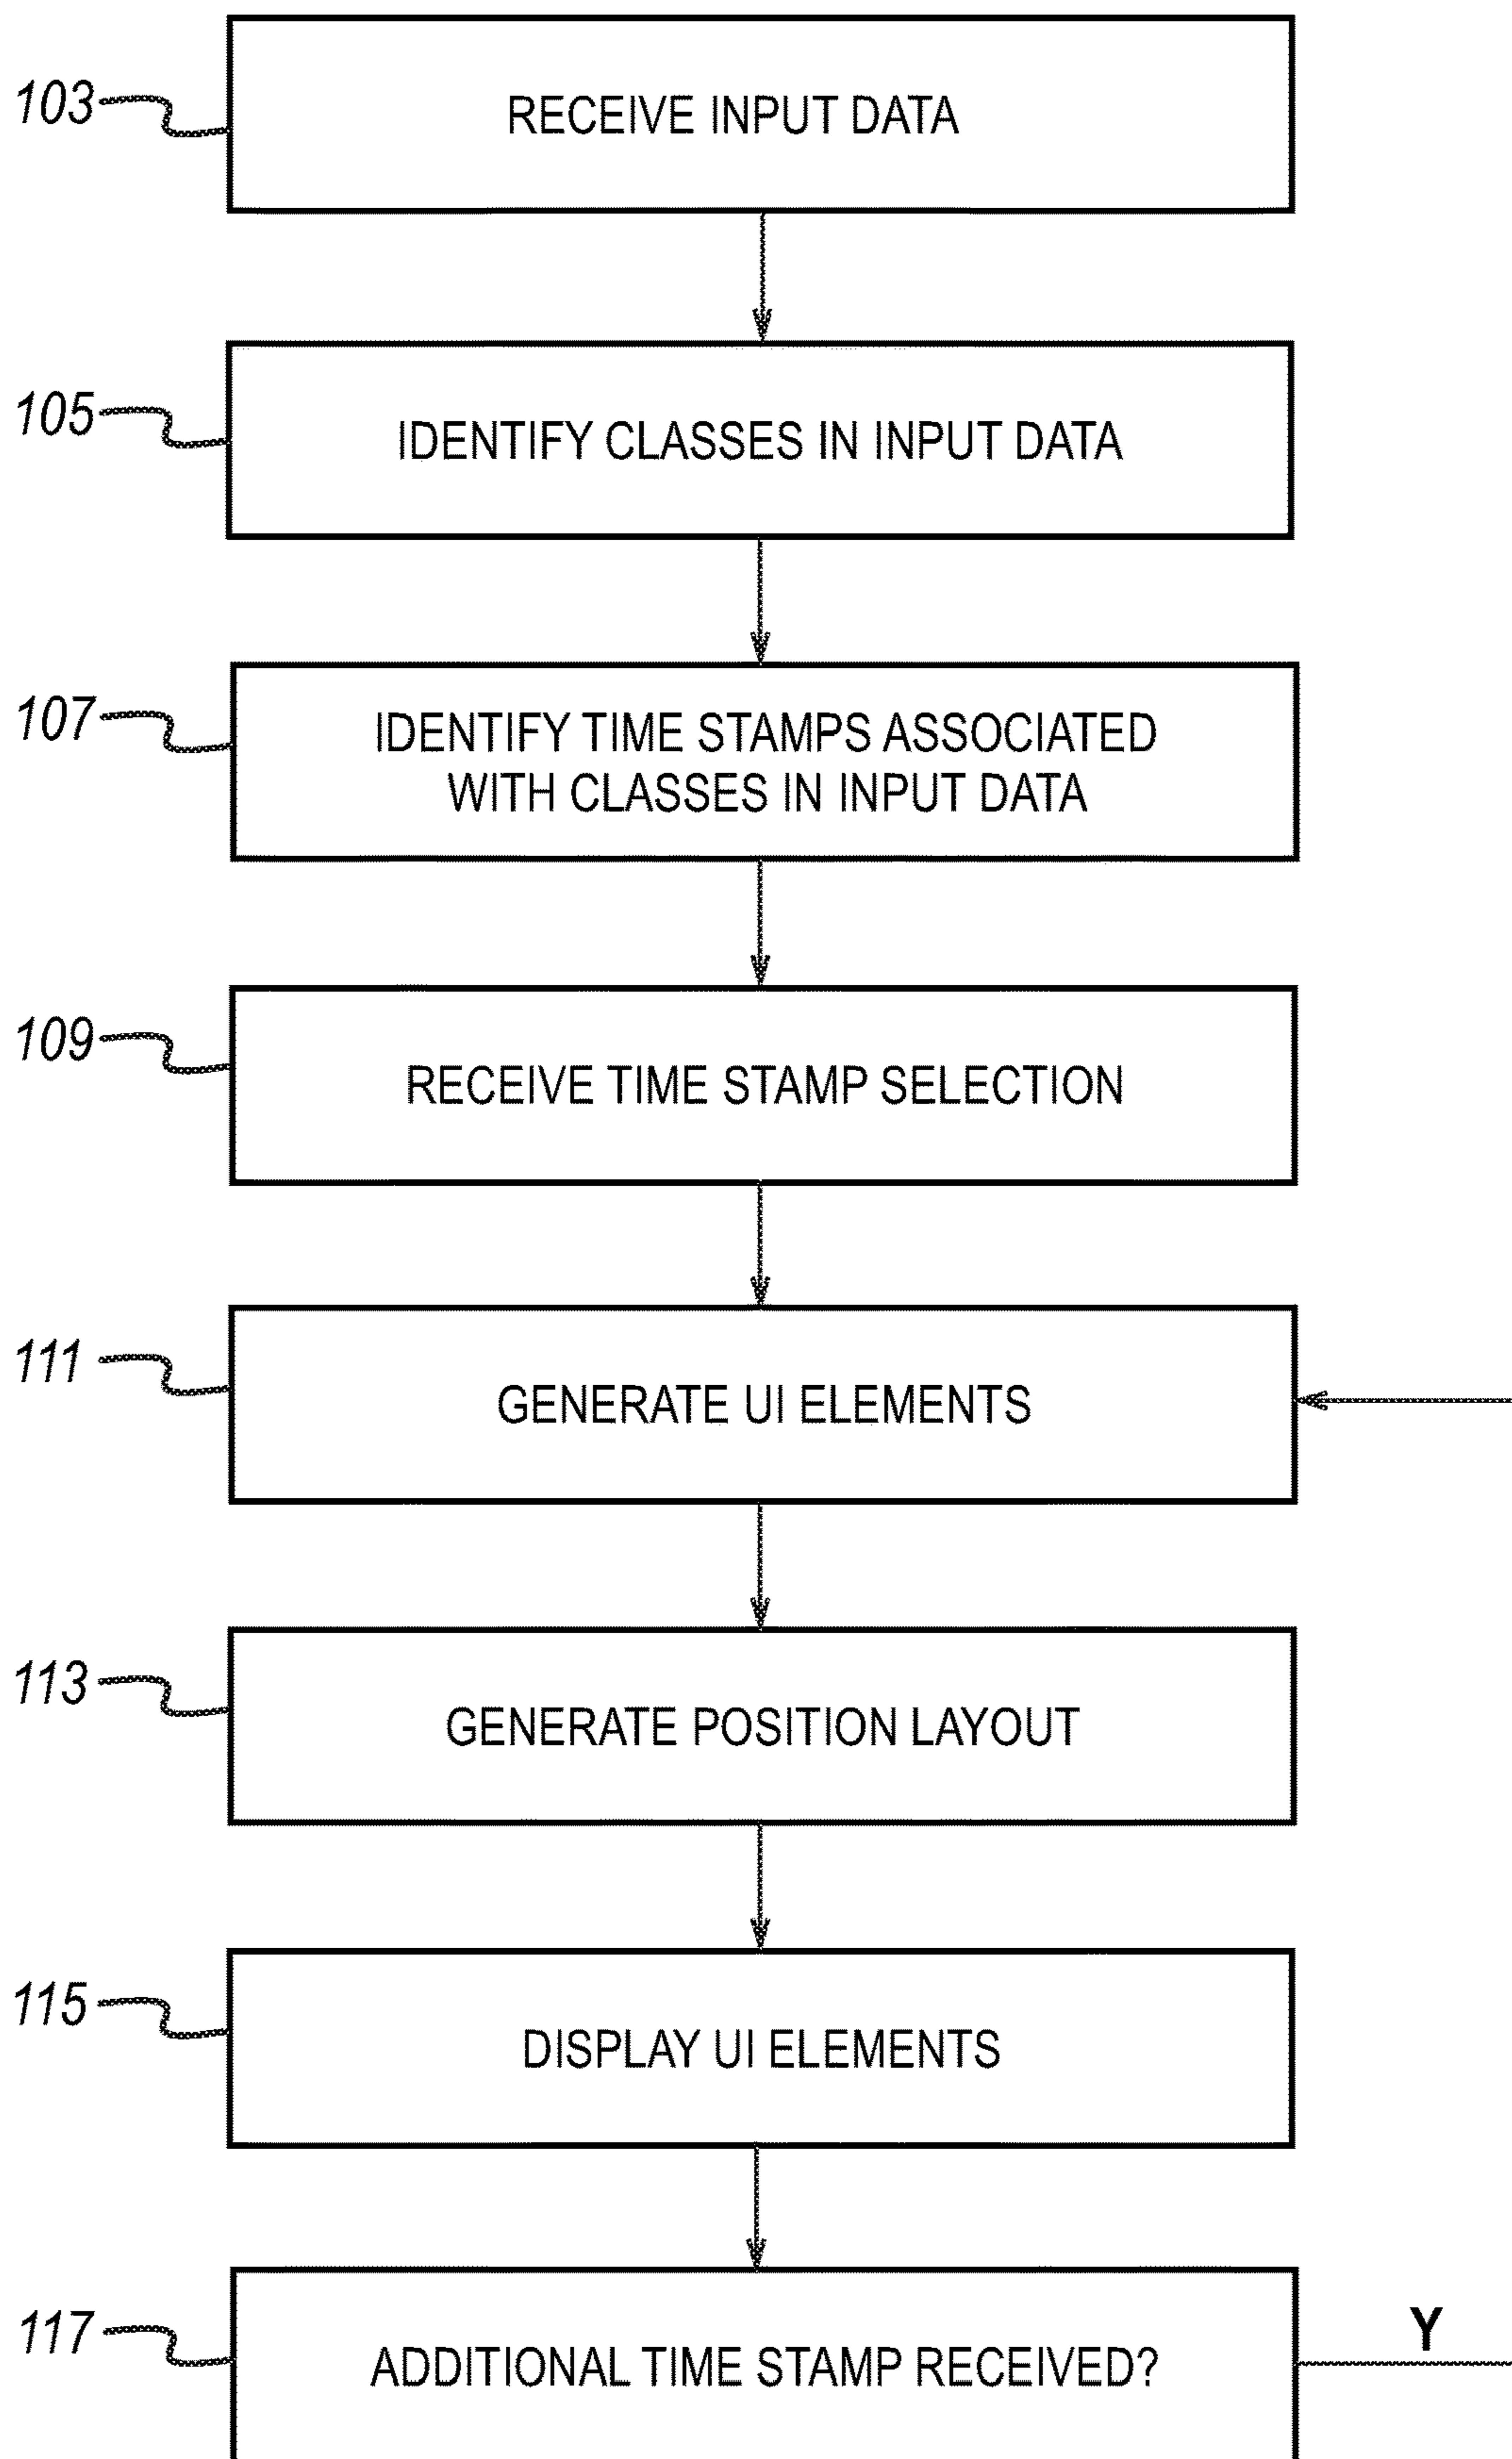 103
RECEIVE INPUT DATA
105
IDENTIFY CLASSES IN INPUT DATA
107
IDENTIFY TIME STAMPS ASSOCIATED
WITH CLASSES IN INPUT DATA
109
RECEIVE TIME STAMP SELECTION
111
GENERATE UI ELEMENTS
113
GENERATE POSITION LAYOUT
115
DISPLAY UI ELEMENTS
117
ADDITIONAL TIME STAMP RECEIVED?
Y